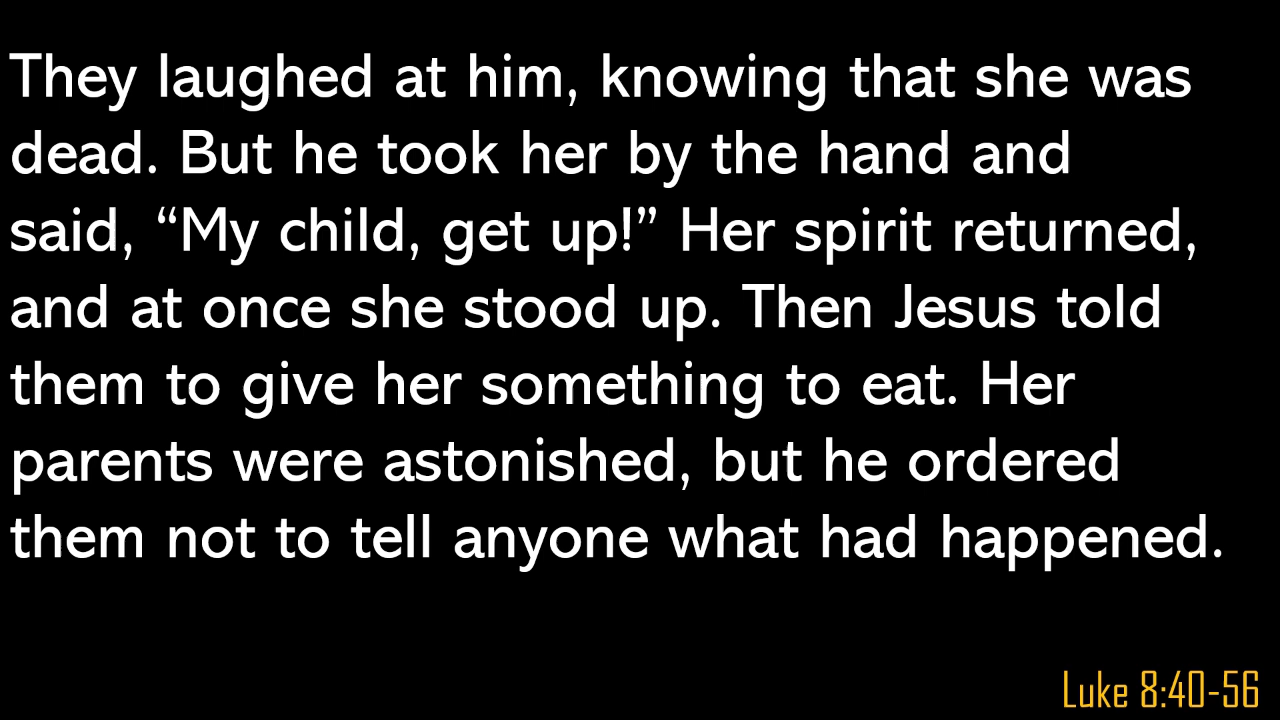 They laughed at him, knowing that she was
dead. But he took her by the hand and
said, “My child, get up!” Her spirit returned,
and at once she stood up. Then Jesus told
them to give her something to eat. Her
parents were astonished, but he ordered
them not to tell anyone what had happened.
Luke 8:40-56